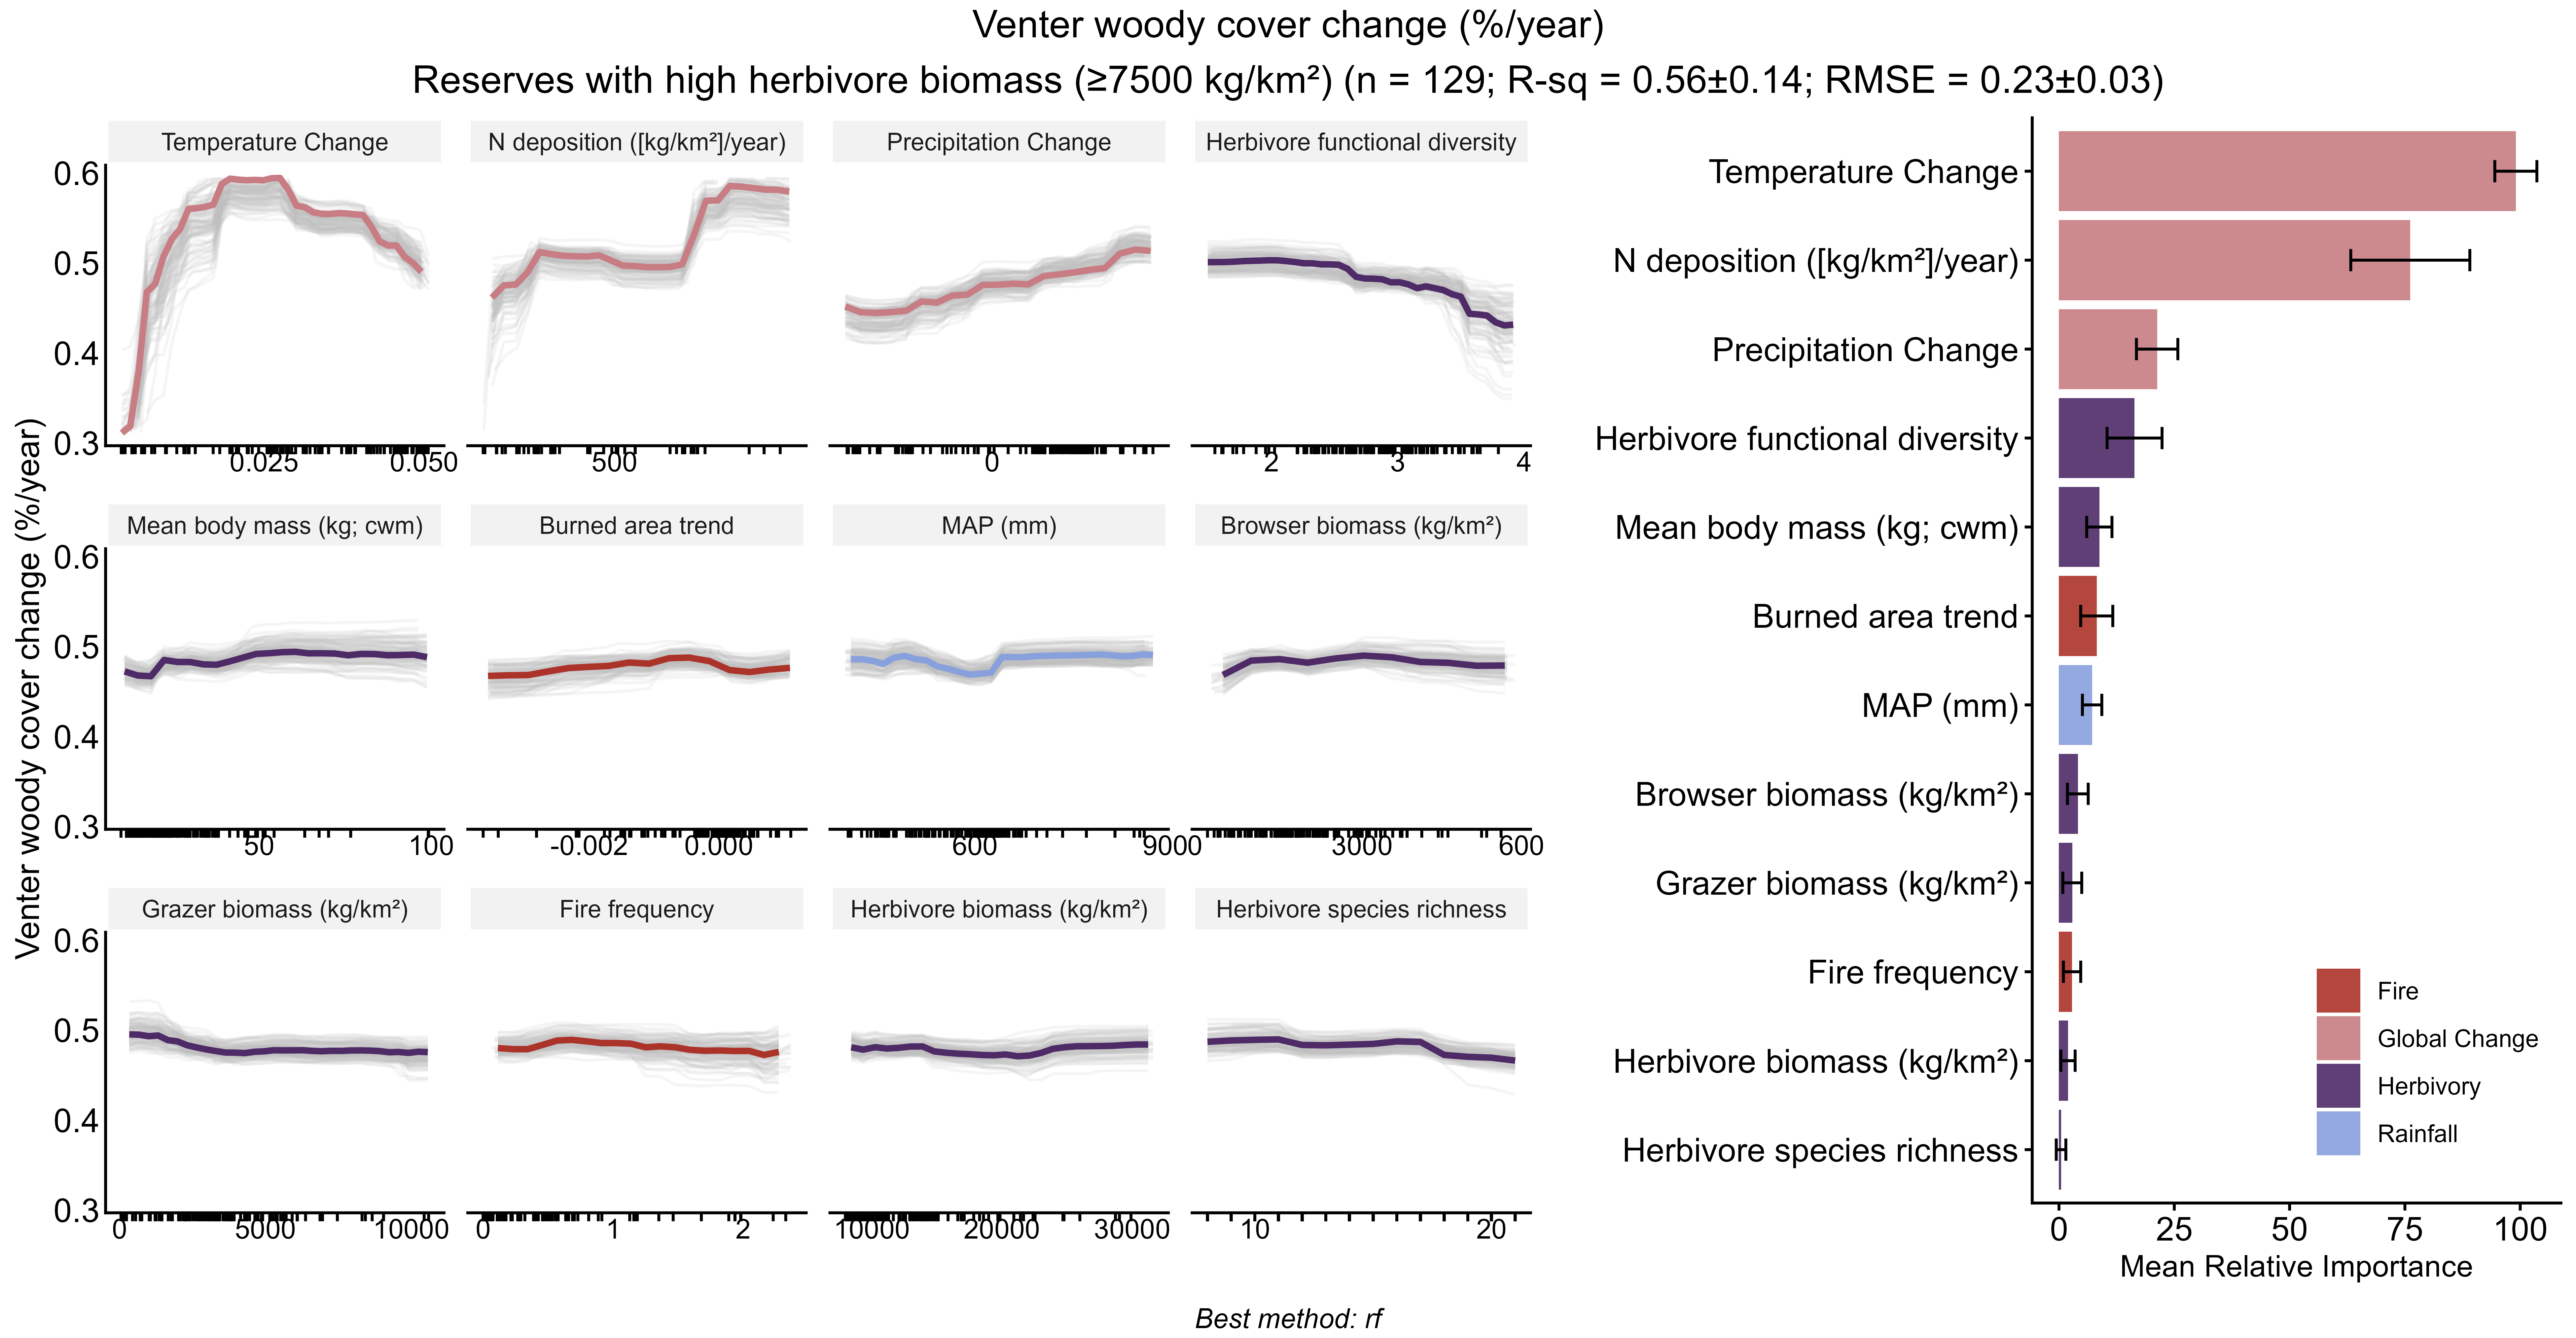 Venter woody cover change (%/year)
Reserves with high herbivore biomass (≥7500 kg/km²) (n = 129; R-sq = 0.56±0.14; RMSE = 0.23±0.03)
Venter woody cover change (%/year)
Temperature Change
N deposition ([kg/km²]/year)
Precipitation Change
Herbivore functional diversity
0.6
0.5
0.4
0.3
0.025 0.050
500
0
2 3 4
Mean body mass (kg; cwm)
Burned area trend
MAP (mm)
Browser biomass (kg/km²)
0.6
0.5
0.4
0.3
50 100
-0.002 0.000
600 900
0 3000 600
Grazer biomass (kg/km²)
Fire frequency
Herbivore biomass (kg/km²)
Herbivore species richness
0.6
0.5
0.4
0.3
0 5000 10000
0 1 2
10000 20000 30000
10 20
Best method: rf
Temperature Change
N deposition ([kg/km²]/year)
Precipitation Change
Herbivore functional diversity
Mean body mass (kg; cwm)
Burned area trend
MAP (mm)
Browser biomass (kg/km²)
Grazer biomass (kg/km²)
Fire frequency
Herbivore biomass (kg/km²)
Herbivore species richness
0 25 50 75 100
Mean Relative Importance
Fire
Global Change
Herbivory
Rainfall